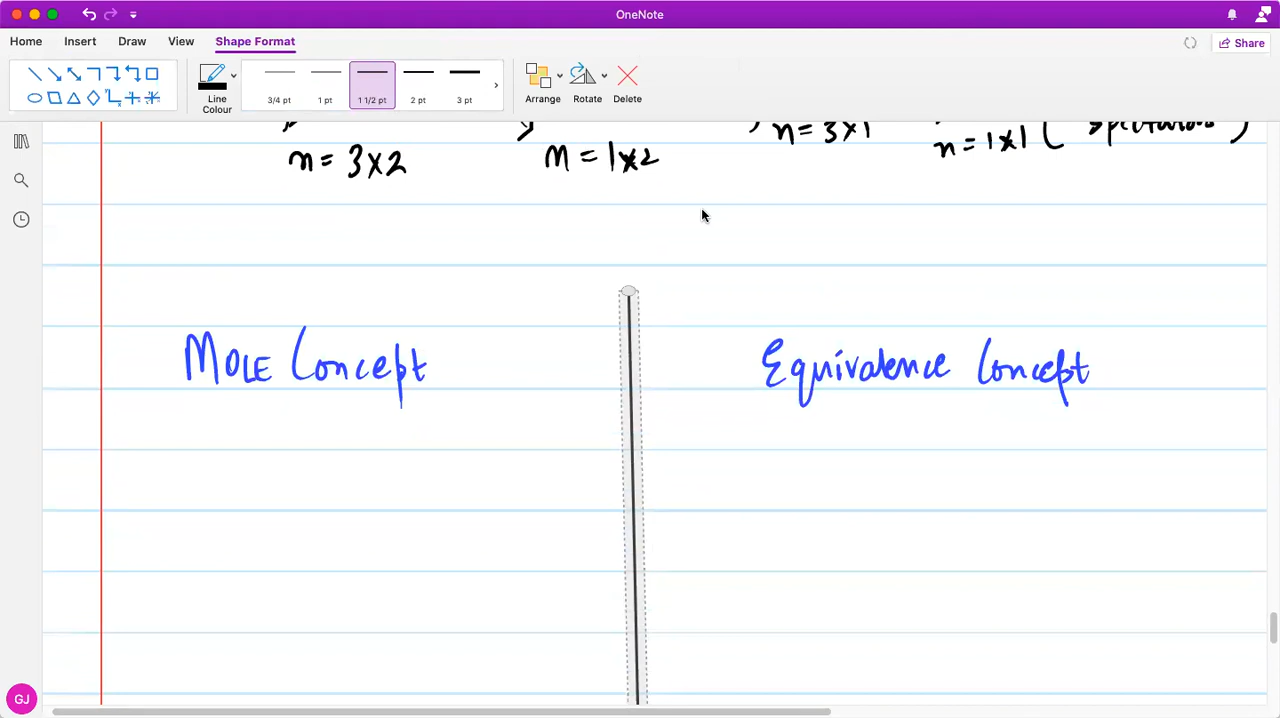 OneNote
Home Insert Draw View Shape Format Share
3/4 pt 1 pt 1 1/2 pt 2 pt 3 pt
Line Colour Arrange Rotate Delete
n = 3x1
n = 1x1 (
)
n = 3x2 n = 1x2
Mole Concept Equivalence Concept
GJ